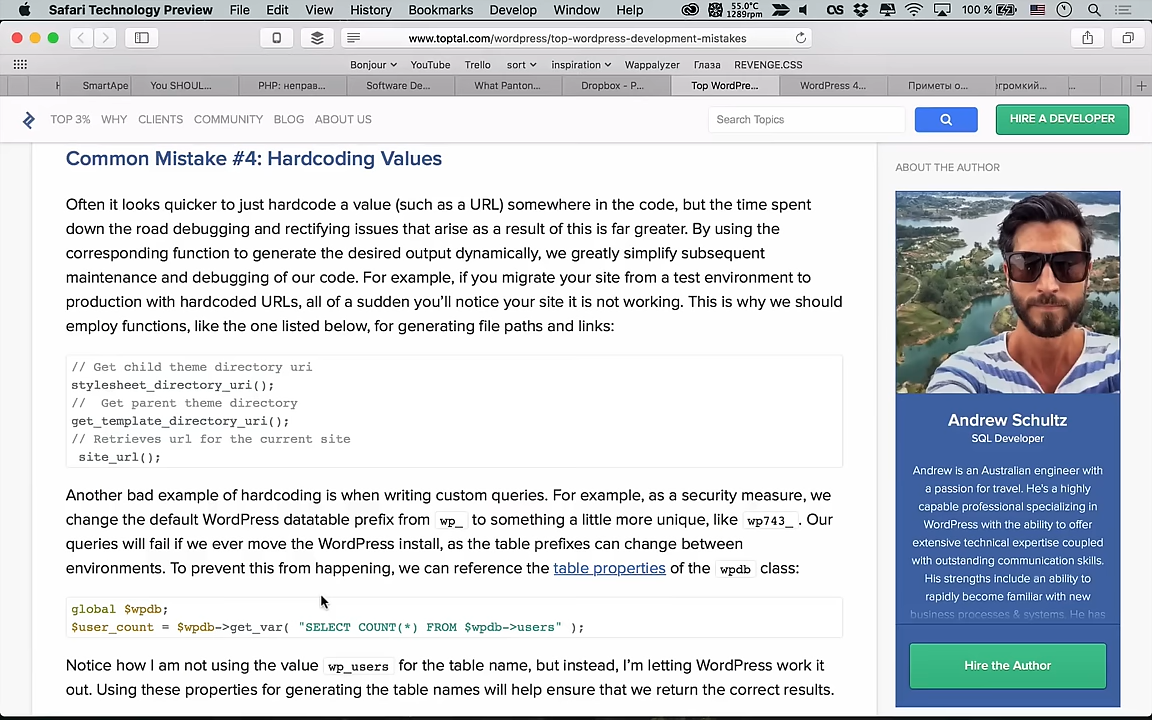 Safari Technology Preview File Edit View History Bookmarks Develop Window Help 55.0°C 1289rpm 100 %
www.toptal.com/wordpress/top-wordpress-development-mistakes
Bonjour YouTube Trello sort inspiration Wappalyzer Глаза REVENGE.CSS
SmartApe You SHOUL... PHP: неправ... Software De... What Panton... Dropbox - P... Top WordPre... WordPress 4... Приметы о... егромкий... ...
TOP 3% WHY CLIENTS COMMUNITY BLOG ABOUT US Search Topics HIRE A DEVELOPER
Common Mistake #4: Hardcoding Values
Often it looks quicker to just hardcode a value (such as a URL) somewhere in the code, but the time spent
down the road debugging and rectifying issues that arise as a result of this is far greater. By using the
corresponding function to generate the desired output dynamically, we greatly simplify subsequent
maintenance and debugging of our code. For example, if you migrate your site from a test environment to
production with hardcoded URLs, all of a sudden you'll notice your site it is not working. This is why we should
employ functions, like the one listed below, for generating file paths and links:
// Get child theme directory uri
stylesheet_directory_uri();
// Get parent theme directory
get_template_directory_uri();
// Retrieves url for the current site
site_url();
Another bad example of hardcoding is when writing custom queries. For example, as a security measure, we
change the default WordPress datatable prefix from wp_ to something a little more unique, like wp743_ . Our
queries will fail if we ever move the WordPress install, as the table prefixes can change between
environments. To prevent this from happening, we can reference the table properties of the wpdb class:
global $wpdb;
$user_count = $wpdb->get_var( "SELECT COUNT(*) FROM $wpdb->users" );
Notice how I am not using the value wp_users for the table name, but instead, I'm letting WordPress work it
out. Using these properties for generating the table names will help ensure that we return the correct results.
ABOUT THE AUTHOR
Andrew Schultz
SQL Developer
Andrew is an Australian engineer with
a passion for travel. He's a highly
capable professional specializing in
WordPress with the ability to offer
extensive technical expertise coupled
with outstanding communication skills.
His strengths include an ability to
rapidly become familiar with new
business processes & systems. He has
Hire the Author